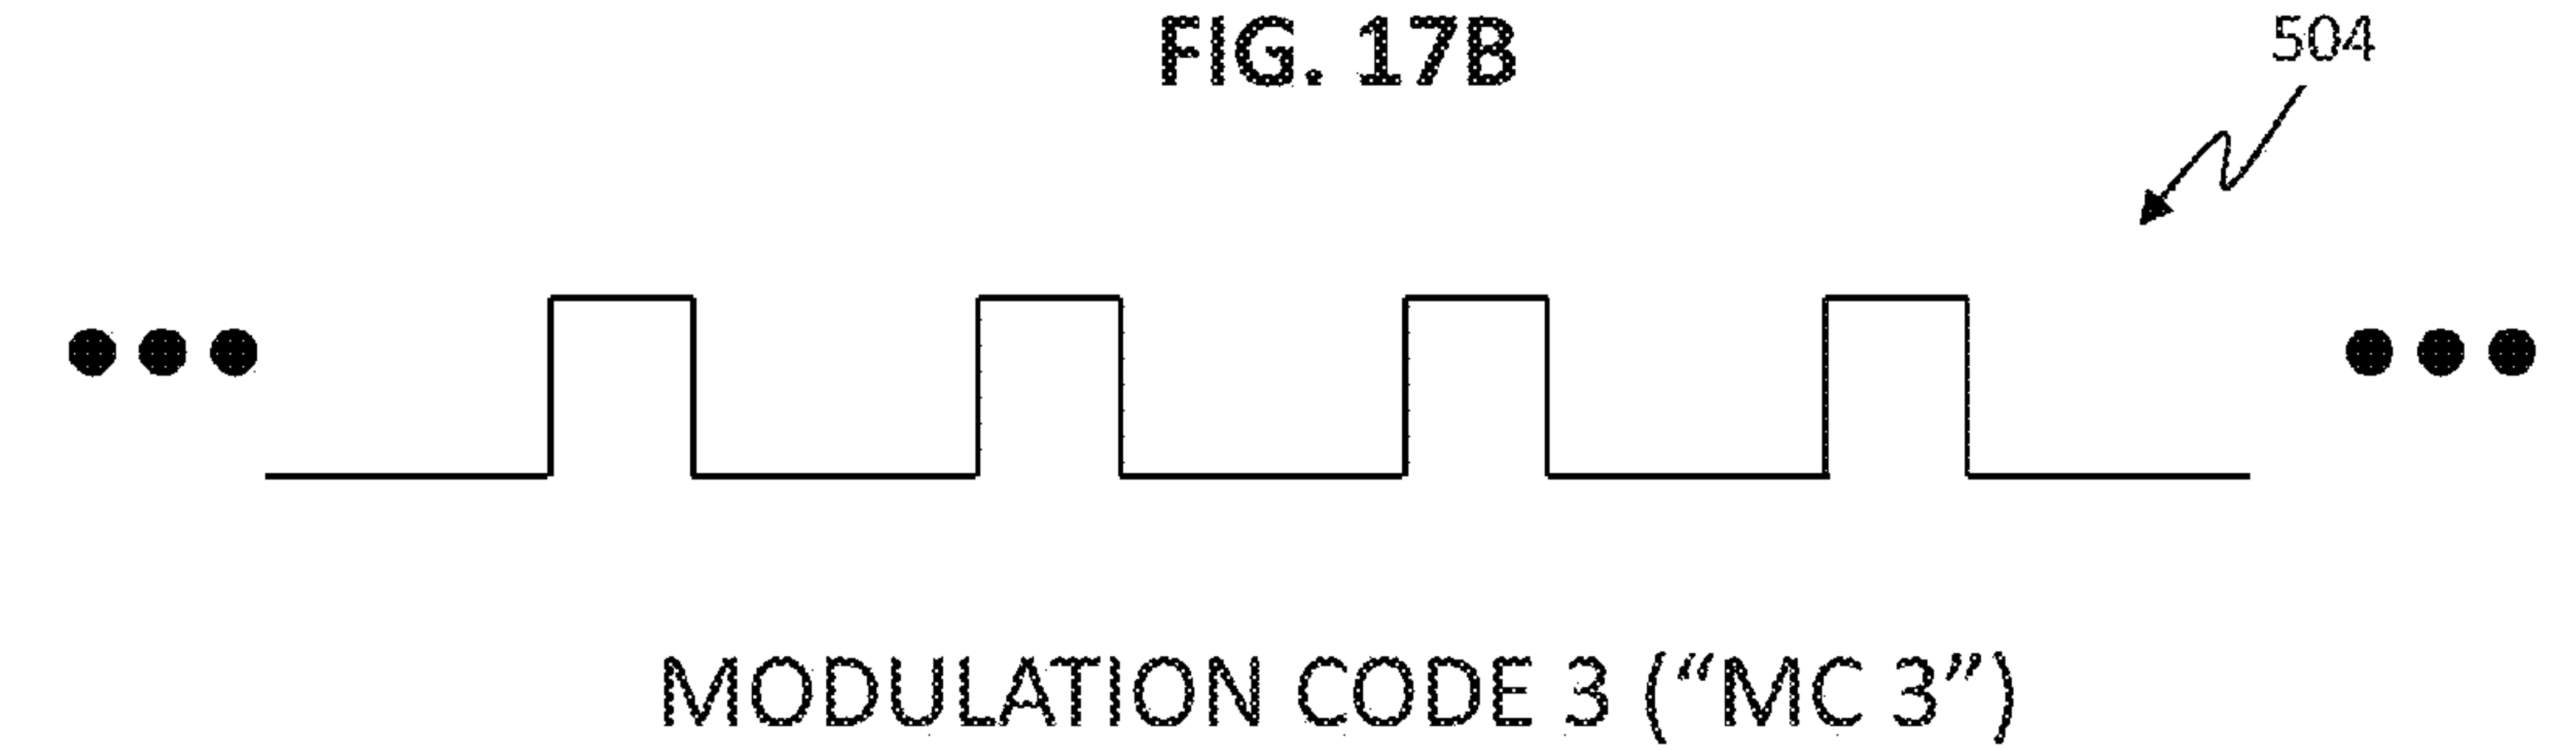 FIG. 17B
504
MODULATION CODE 3 (“MC 3”)